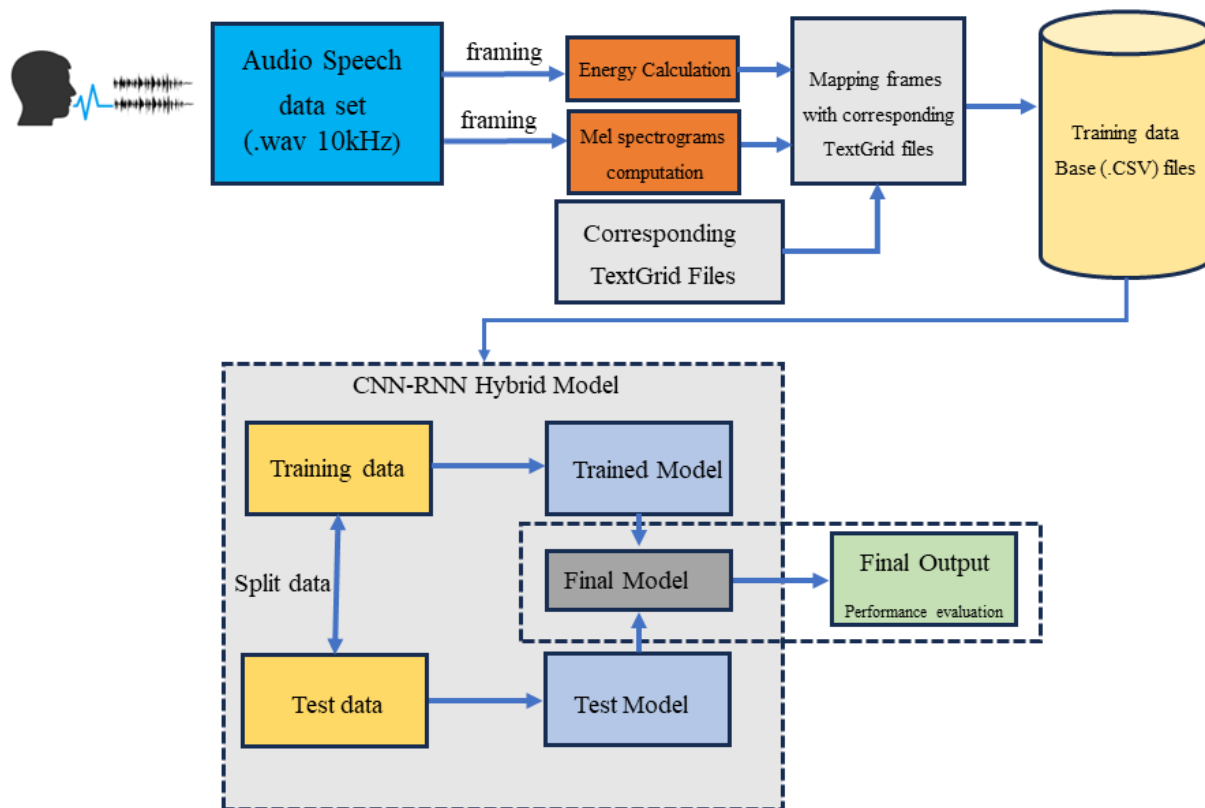 Audio Speech
data set
(.wav 10kHz)
framing
framing
Energy Calculation
Mel spectrograms
computation
Corresponding
TextGrid Files
Mapping frames
with corresponding
TextGrid files
Training data
Base (.CSV) files
CNN-RNN Hybrid Model
Training data
Trained Model
Split data
Final Model
Final Output
Performance evaluation
Test data
Test Model